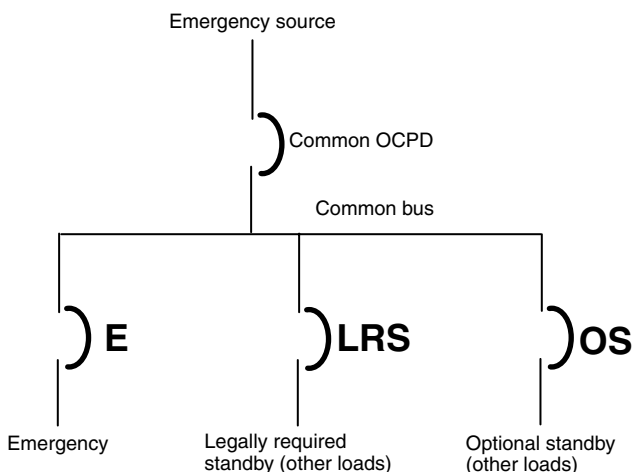 Emergency source
Common OCPD
Common bus
E
LRS
OS
Emergency
Legally required
standby (other loads)
Optional standby
(other loads)